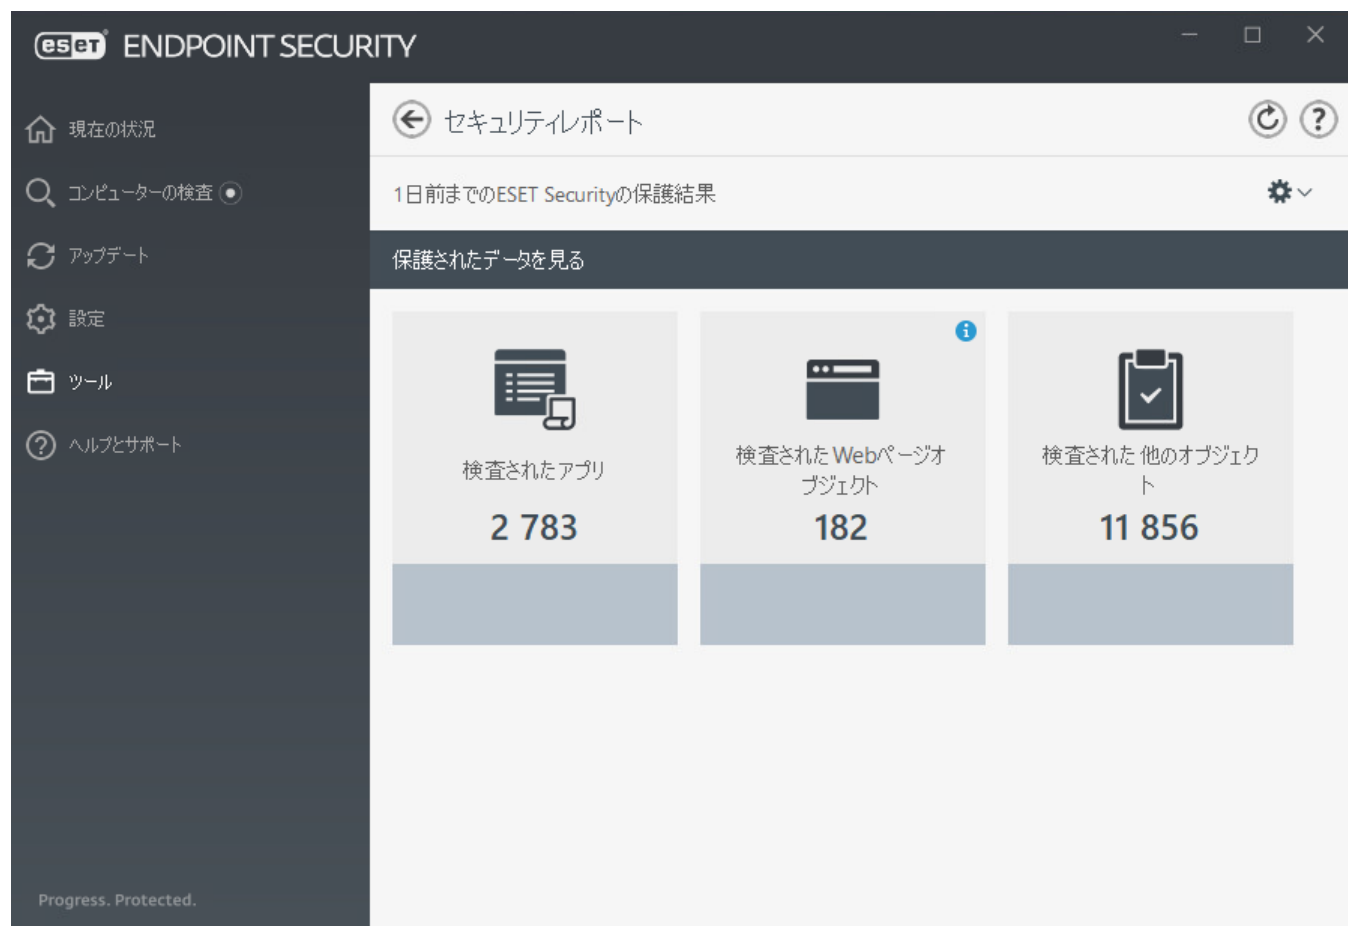 eset ENDPOINT SECURITY
現在の状況
コンピューターの検査
アップデート
設定
ツール
ヘルプとサポート
Progress. Protected.
セキュリティレポート
1日前までのESET Securityの保護結果
保護されたデータを見る
検査されたアプリ
2 783
検査されたWebページオ
ブジェクト
182
検査された他のオブジェク
ト
11 856